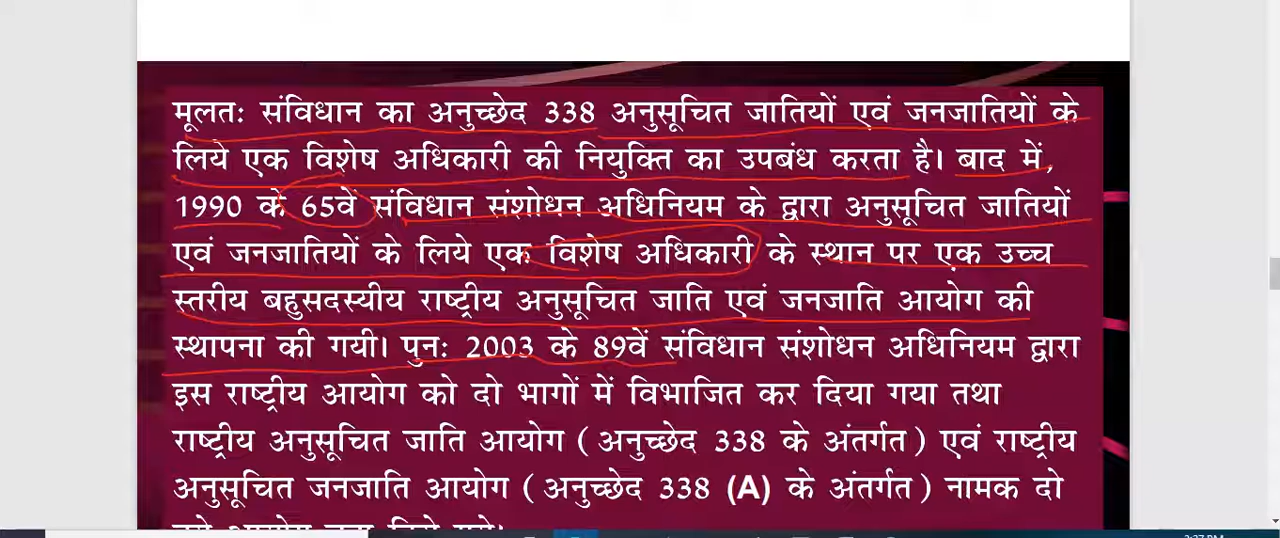 मूलतः संविधान का अनुच्छेद 338 अनुसूचित जातियों एवं जनजातियों के
लिये एक विशेष अधिकारी की नियुक्ति का उपबंध करता है। बाद में,
1990 के 65वें संविधान संशोधन अधिनियम के द्वारा अनुसूचित जातियों
एवं जनजातियों के लिये एक विशेष अधिकारी के स्थान पर एक उच्च
स्तरीय बहुसदस्यीय राष्ट्रीय अनुसूचित जाति एवं जनजाति आयोग की
स्थापना की गयी। पुनः 2003 के 89वें संविधान संशोधन अधिनियम द्वारा
इस राष्ट्रीय आयोग को दो भागों में विभाजित कर दिया गया तथा
राष्ट्रीय अनुसूचित जाति आयोग (अनुच्छेद 338 के अंतर्गत) एवं राष्ट्रीय
अनुसूचित जनजाति आयोग (अनुच्छेद 338 (A) के अंतर्गत) नामक दो